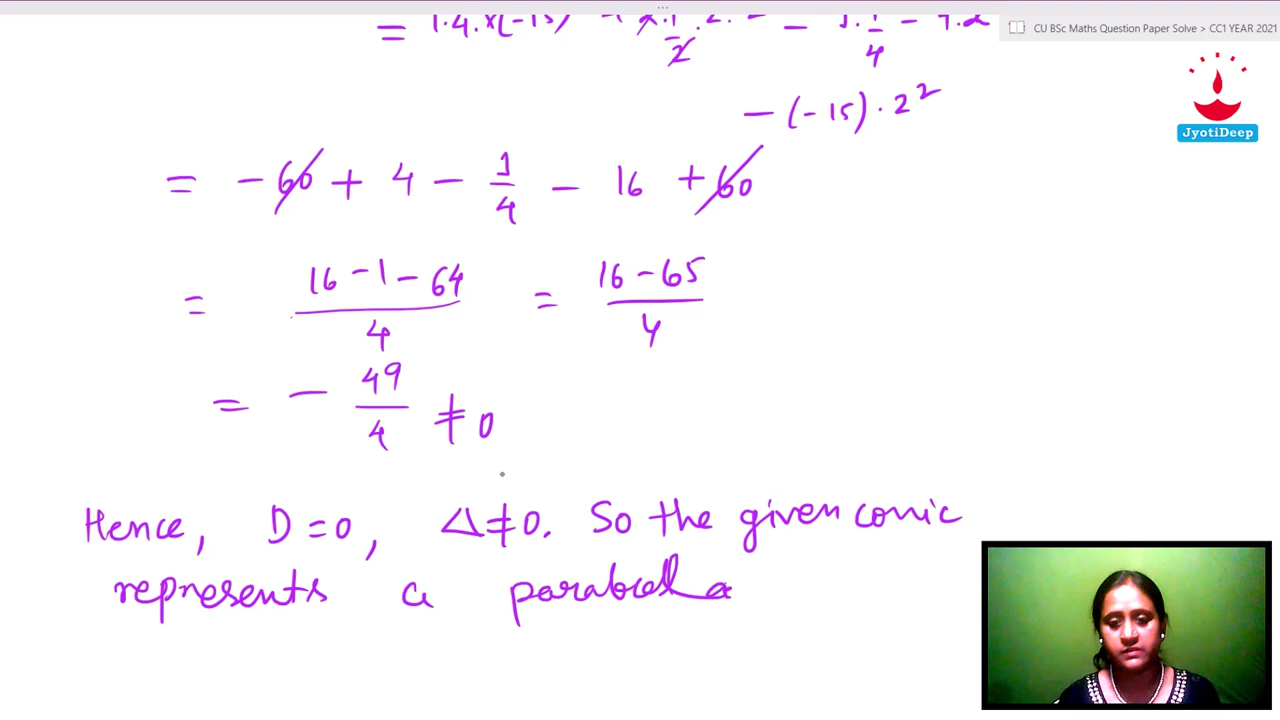 CU BSc Maths Question Paper Solve > CC1 YEAR 2021
JyotiDeep
- (-15) · 2²
= - 60 + 4 - 1/4 - 16 + 60
= (16 - 1 - 64)/4 = (16 - 65)/4
= - 49/4 ≠ 0
Hence, D = 0, Δ ≠ 0. So the given conic
represents a parabola